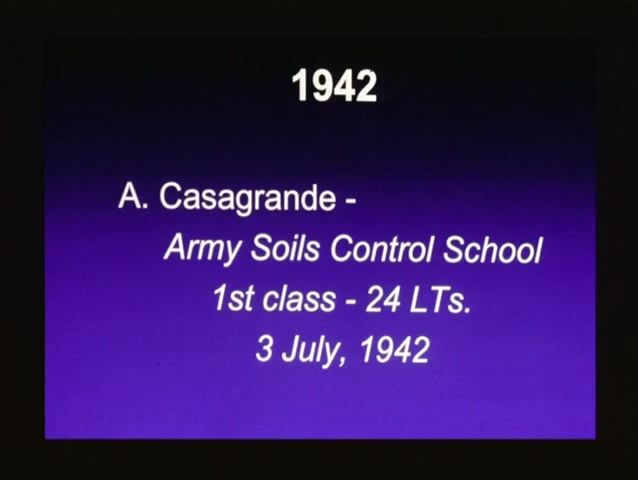 1942
A. Casagrande -
Army Soils Control School
1st class - 24 LTs.
3 July, 1942